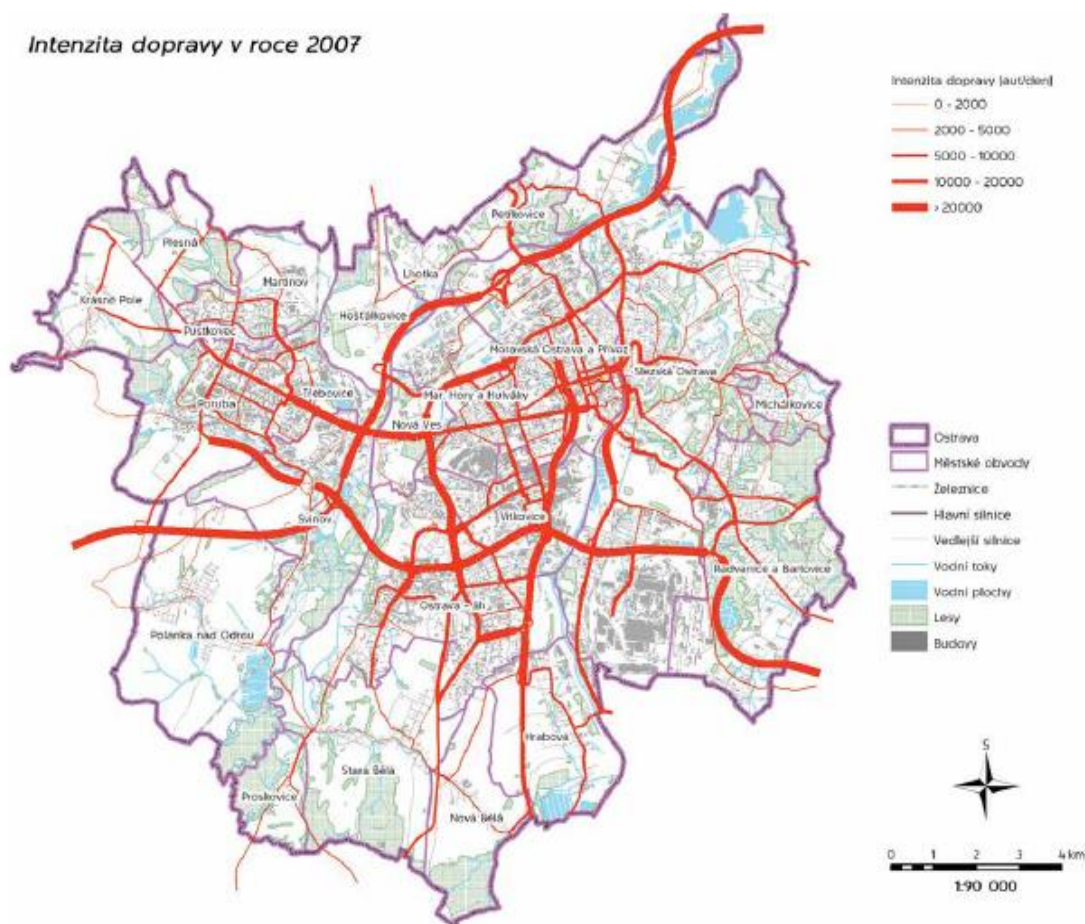 Intenzita dopravy v roce 2007
Intenzita dopravy (aut/den)
0 - 2000
2000 - 5000
5000 - 10000
10000 - 20000
> 20000
Petřkovice
Plesná
Lhotka
Martinov
Krásné Pole
Hošťálkovice
Pustkovec
Moravská Ostrava a Přívoz
Slezská Ostrava
Třebovice
Mar. Hory a Hulváky
Michálkovice
Poruba
Nová Ves
Svinov
Vítkovice
Radvanice a Bartovice
Ostrava - Jih
Polanka nad Odrou
Hrabová
Stará Bělá
Proskovice
Nová Bělá
Ostrava
Městské obvody
Železnice
Hlavní silnice
Vedlejší silnice
Vodní toky
Vodní plochy
Lesy
Budovy
S
0 1 2 3 4 km
1:90 000